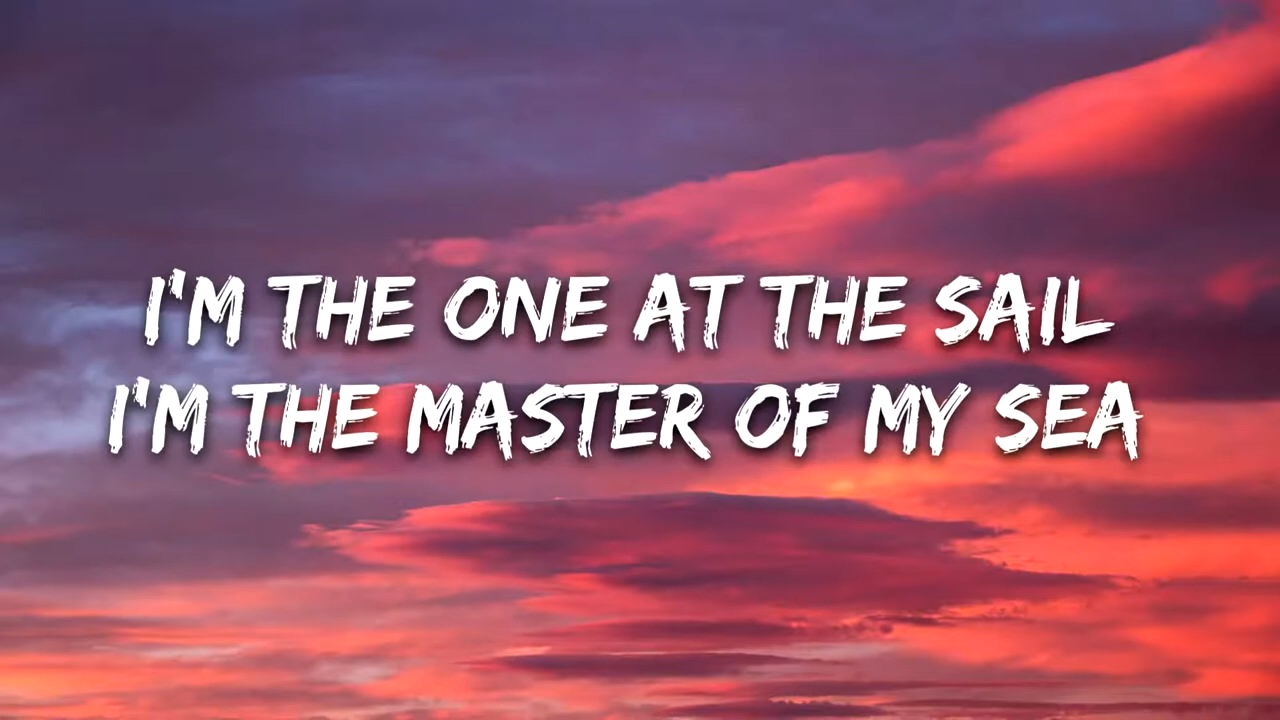 I'M THE ONE AT THE SAIL
I'M THE MASTER OF MY SEA